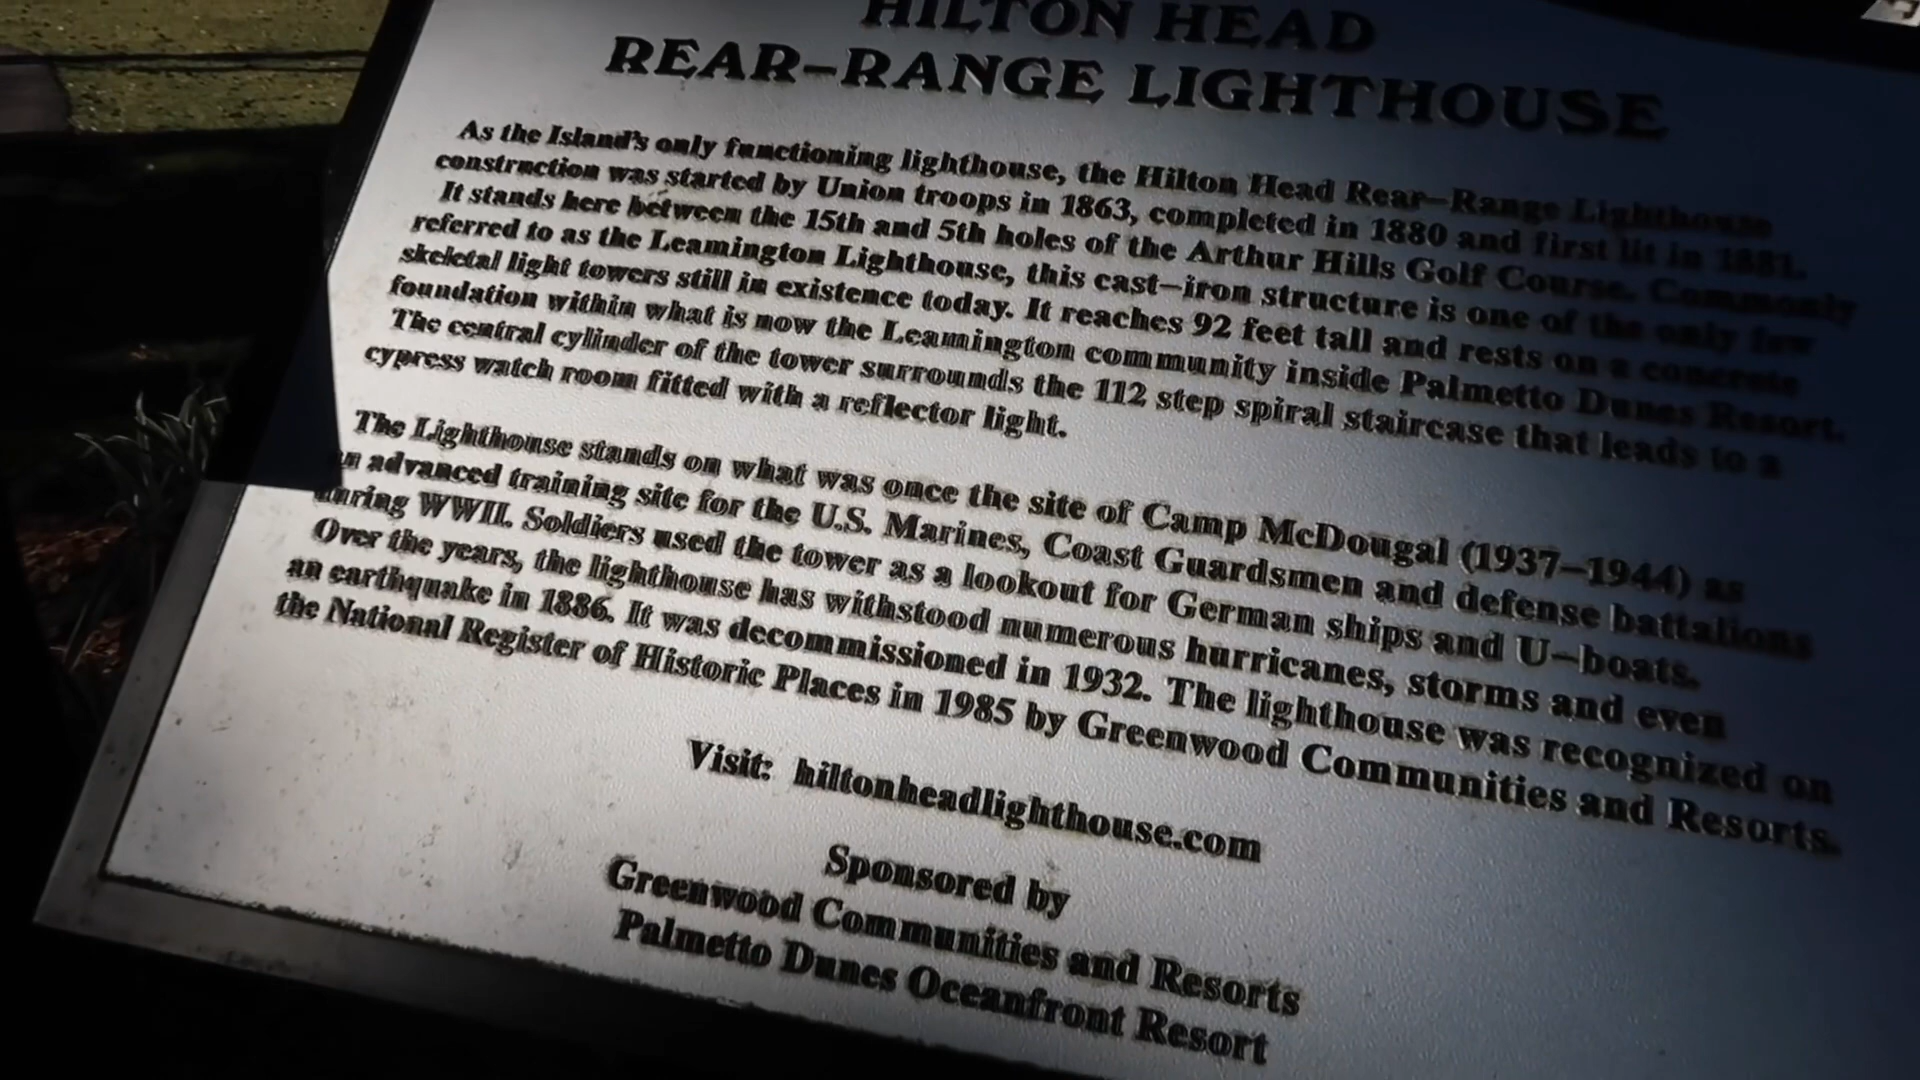 HILTON HEAD
REAR-RANGE LIGHTHOUSE
As the Island's only functioning lighthouse, the Hilton Head Rear-Range Lighthouse
construction was started by Union troops in 1863, completed in 1880 and first lit in 1881.
It stands here between the 15th and 5th holes of the Arthur Hills Golf Course. Commonly
referred to as the Leamington Lighthouse, this cast-iron structure is one of the only few
skeletal light towers still in existence today. It reaches 92 feet tall and rests on a concrete
foundation within what is now the Leamington community inside Palmetto Dunes Resort.
The central cylinder of the tower surrounds the 112 step spiral staircase that leads to a
cypress watch room fitted with a reflector light.
The Lighthouse stands on what was once the site of Camp McDougal (1937-1944) as
an advanced training site for the U.S. Marines, Coast Guardsmen and defense battalions
during WWII. Soldiers used the tower as a lookout for German ships and U-boats.
Over the years, the lighthouse has withstood numerous hurricanes, storms and even
an earthquake in 1886. It was decommissioned in 1932. The lighthouse was recognized on
the National Register of Historic Places in 1985 by Greenwood Communities and Resorts.
Visit: hiltonheadlighthouse.com
Sponsored by
Greenwood Communities and Resorts
Palmetto Dunes Oceanfront Resort